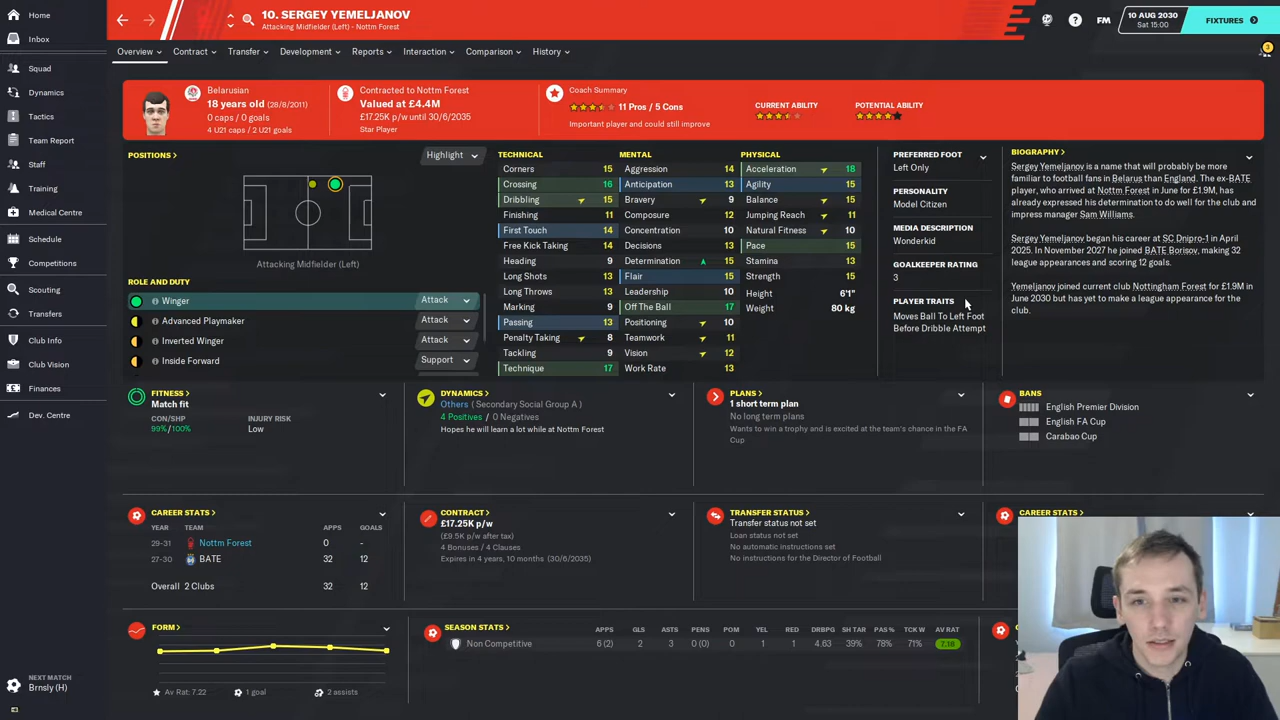 Home
Inbox
Squad
Dynamics
Tactics
Team Report
Staff
Training
Medical Centre
Schedule
Competitions
Scouting
Transfers
Club Info
Club Vision
Finances
Dev. Centre
NEXT MATCH
Brnsly (H)
10. SERGEY YEMELJANOV
Attacking Midfielder (Left) - Nottm Forest
FM
10 AUG 2030
Sat 15:00
FIXTURES
Overview
Contract
Transfer
Development
Reports
Interaction
Comparison
History
Belarusian
18 years old (28/8/2011)
0 caps / 0 goals
4 U21 caps / 2 U21 goals
Contracted to Nottm Forest
Valued at £4.4M
£17.25K p/w until 30/6/2035
Star Player
Coach Summary
11 Pros / 5 Cons
Important player and could still improve
CURRENT ABILITY
POTENTIAL ABILITY
POSITIONS
Highlight
Attacking Midfielder (Left)
ROLE AND DUTY
Winger Attack
Advanced Playmaker Attack
Inverted Winger Attack
Inside Forward Support
TECHNICAL
Corners 15
Crossing 16
Dribbling 15
Finishing 11
First Touch 14
Free Kick Taking 14
Heading 9
Long Shots 13
Long Throws 13
Marking 9
Passing 13
Penalty Taking 8
Tackling 9
Technique 17
MENTAL
Aggression 14
Anticipation 13
Bravery 9
Composure 12
Concentration 10
Decisions 13
Determination 15
Flair 15
Leadership 10
Off The Ball 17
Positioning 10
Teamwork 11
Vision 12
Work Rate 13
PHYSICAL
Acceleration 18
Agility 15
Balance 15
Jumping Reach 11
Natural Fitness 10
Pace 15
Stamina 13
Strength 15
Height 6'1"
Weight 80 kg
PREFERRED FOOT
Left Only
PERSONALITY
Model Citizen
MEDIA DESCRIPTION
Wonderkid
GOALKEEPER RATING
3
PLAYER TRAITS
Moves Ball To Left Foot
Before Dribble Attempt
BIOGRAPHY
Sergey Yemeljanov is a name that will probably be more
familiar to football fans in Belarus than England. The ex-BATE
player, who arrived at Nottm Forest in June for £1.9M, has
already expressed his determination to do well for the club and
impress manager Sam Williams.
Sergey Yemeljanov began his career at SC Dnipro-1 in April
2025. In November 2027 he joined BATE Borisov, making 32
league appearances and scoring 12 goals.
Yemeljanov joined current club Nottingham Forest for £1.9M in
June 2030 but has yet to make a league appearance for the
club.
FITNESS
Match fit
CON/SHP
99%/100%
INJURY RISK
Low
DYNAMICS
Others ( Secondary Social Group A )
4 Positives / 0 Negatives
Hopes he will learn a lot while at Nottm Forest
PLANS
1 short term plan
No long term plans
Wants to win a trophy and is excited at the team's chance in the FA
Cup
BANS
English Premier Division
English FA Cup
Carabao Cup
CAREER STATS
YEAR TEAM APPS GOALS
29-31 Nottm Forest 0 -
27-30 BATE 32 12
Overall 2 Clubs 32 12
CONTRACT
£17.25K p/w
(£9.5K p/w after tax)
4 Bonuses / 4 Clauses
Expires in 4 years, 10 months (30/6/2035)
TRANSFER STATUS
Transfer status not set
Loan status not set
No automatic instructions set
No instructions for the Director of Football
CAREER STATS
FORM
Av Rat: 7.22
1 goal
2 assists
SEASON STATS
APPS GLS ASTS PENS POM YEL RED DRBPG SH TAR PAS % TCK W AV RAT
Non Competitive 6 (2) 2 3 0 (0) 0 1 1 4.63 39% 78% 71% 7.18